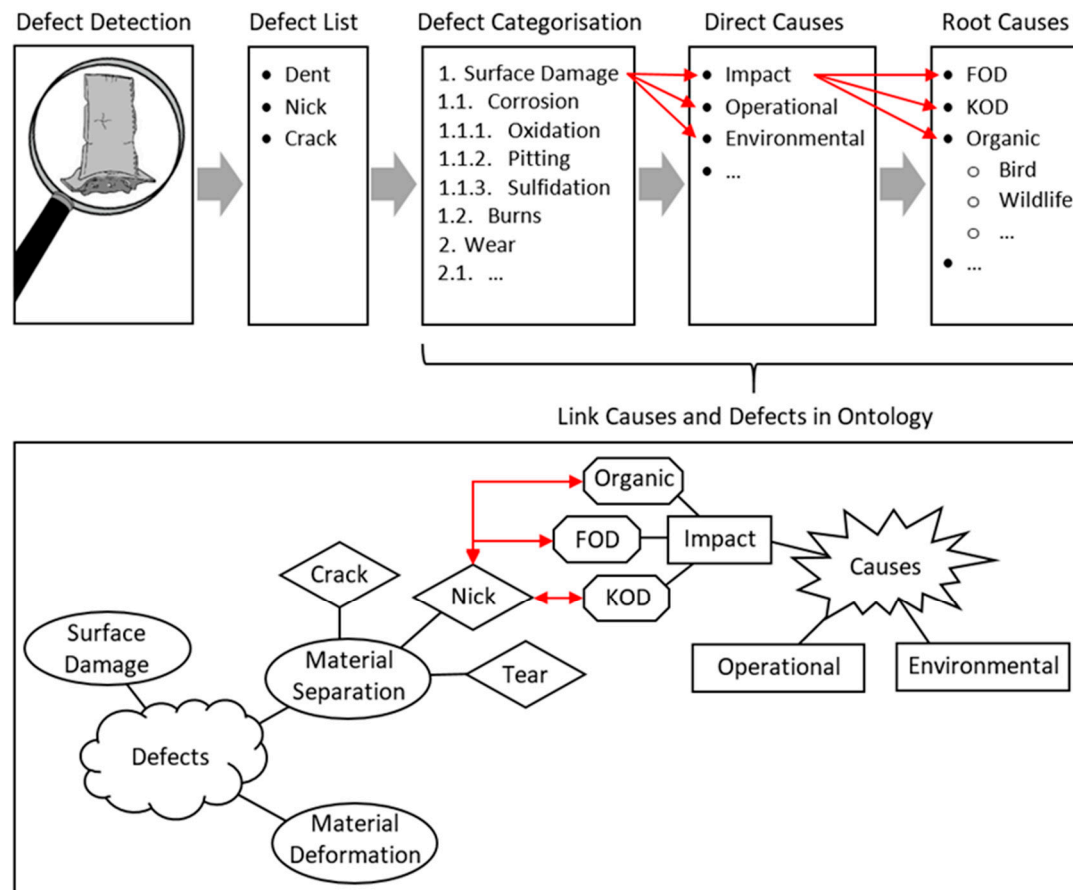 Defect Detection
Defect List
Defect Categorisation
Direct Causes
Root Causes
• Dent
• Nick
• Crack
1. Surface Damage
1.1. Corrosion
1.1.1. Oxidation
1.1.2. Pitting
1.1.3. Sulfidation
1.2. Burns
2. Wear
2.1. ...
• Impact
• Operational
• Environmental
• ...
• FOD
• KOD
• Organic
○ Bird
○ Wildlife
○ ...
• ...
Link Causes and Defects in Ontology
Organic
FOD
Impact
KOD
Causes
Crack
Nick
Tear
Surface
Damage
Material
Separation
Operational
Environmental
Defects
Material
Deformation